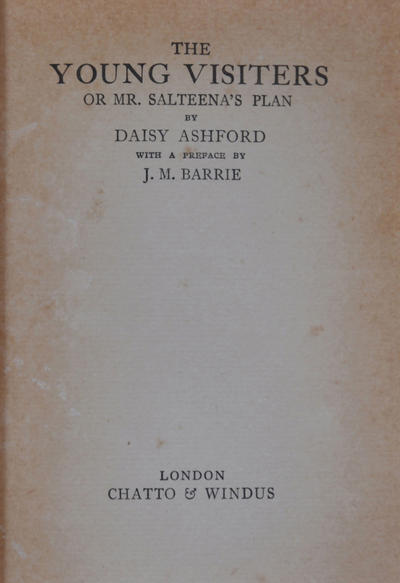 THE
YOUNG VISITERS
OR MR. SALTEENA'S PLAN
BY
DAISY ASHFORD
WITH A PREFACE BY
J. M. BARRIE
LONDON
CHATTO & WINDUS